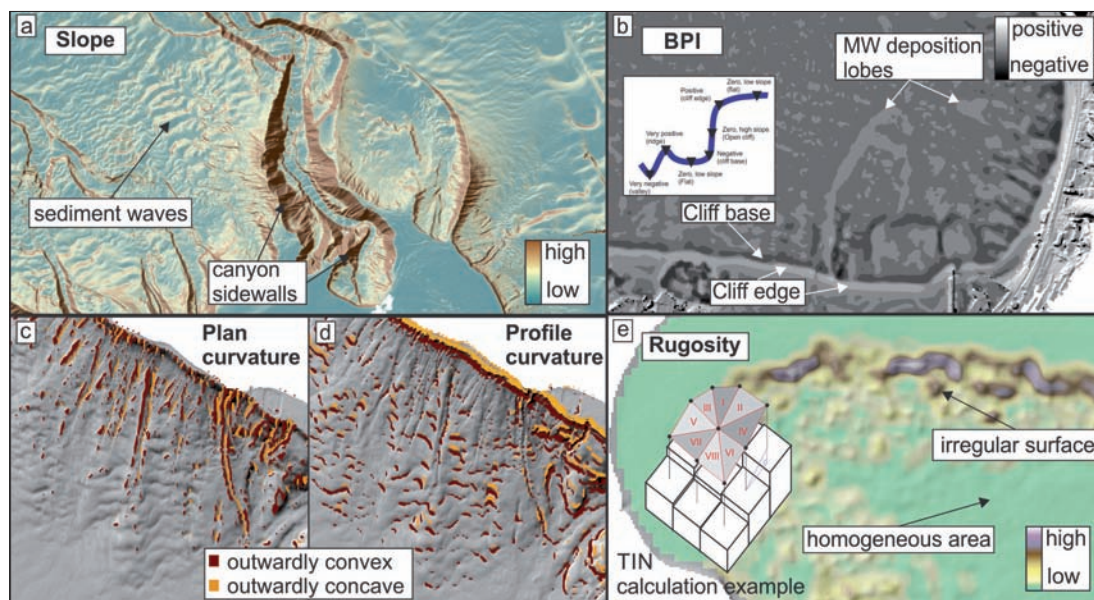 a
Slope
sediment waves
canyon
sidewalls
high
low
b
BPI
MW deposition
lobes
positive
negative
Zero, low slope
(flat)
Positive
(cliff edge)
Zero, high slope
(Open cliff)
Very positive
(ridge)
Negative
(cliff base)
Zero, low slope
(Flat)
Very negative
(valley)
Cliff base
Cliff edge
c
Plan
curvature
d
Profile
curvature
outwardly convex
outwardly concave
e
Rugosity
I
II
III
IV
V
VI
VII
VIII
irregular surface
homogeneous area
TIN
calculation example
high
low